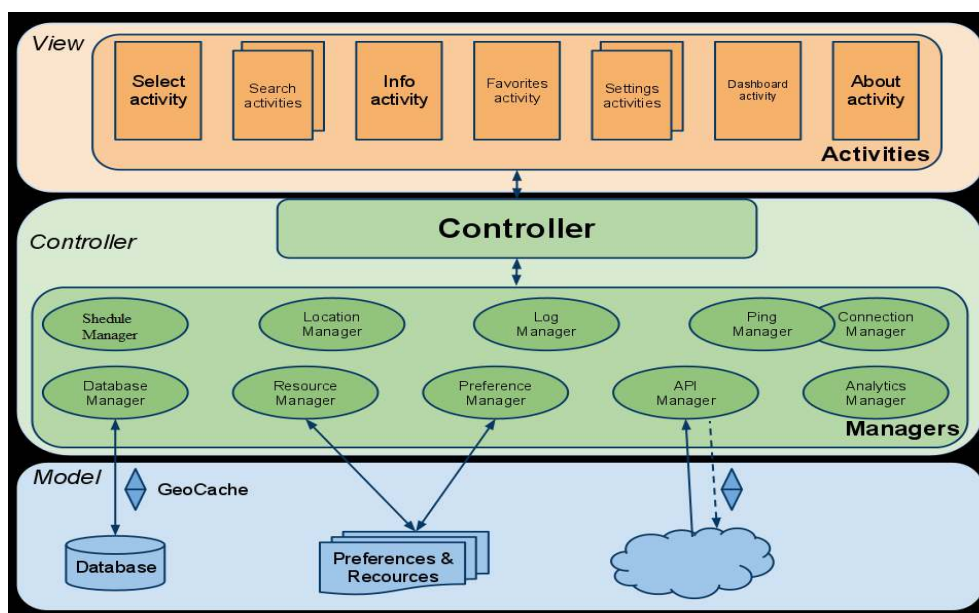 View
Select
activity
Search
activities
Info
activity
Favorites
activity
Settings
activities
Dashboard
activity
About
activity
Activities
Controller
Controller
Shedule
Manager
Location
Manager
Log
Manager
Ping
Manager
Connection
Manager
Database
Manager
Resource
Manager
Preference
Manager
API
Manager
Analytics
Manager
Managers
Model
GeoCache
Database
Preferences &
Recources